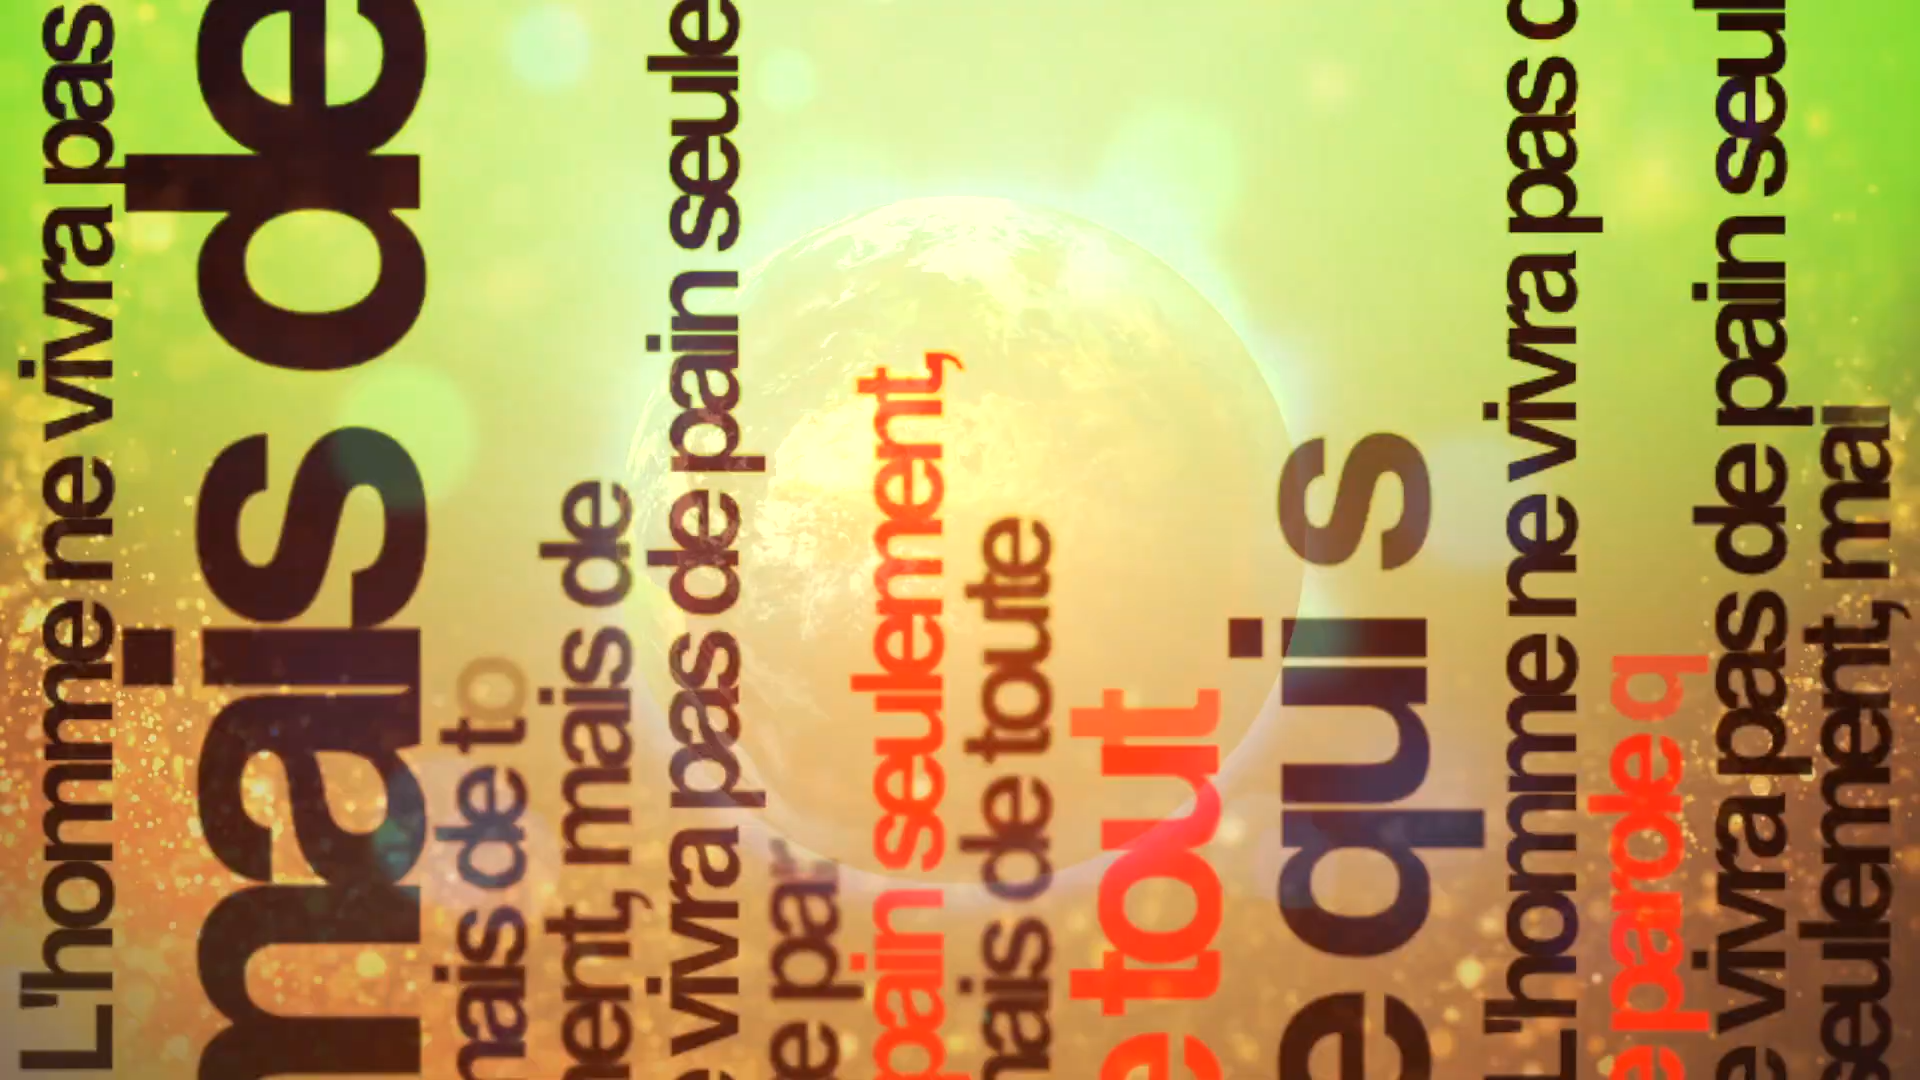 L'homme ne vivra pas
mais de
mais de to
ment, mais de
e vivra pas de pain seule
e par
pain seulement,
mais de toute
e tout
e qui s
L'homme ne vivra pas d
e parole q
e vivra pas de pain seul
seulement, mai